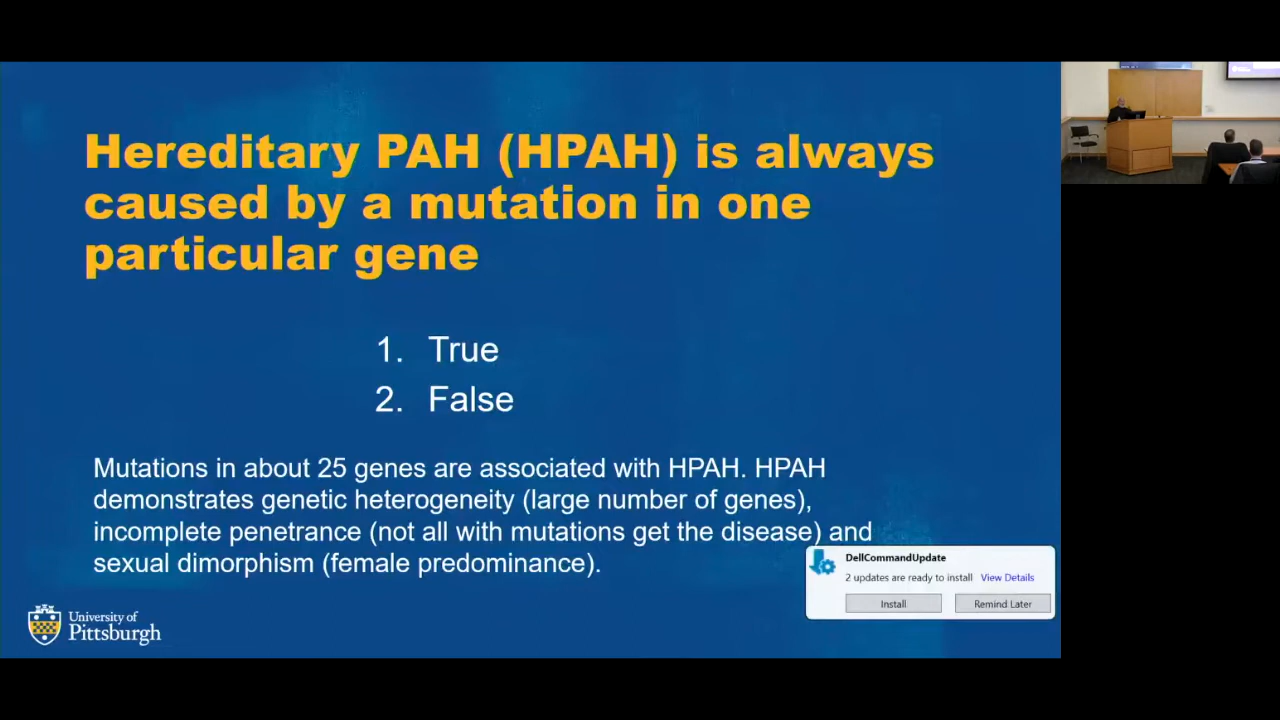 Hereditary PAH (HPAH) is always
caused by a mutation in one
particular gene
1. True
2. False
Mutations in about 25 genes are associated with HPAH. HPAH
demonstrates genetic heterogeneity (large number of genes),
incomplete penetrance (not all with mutations get the disease) and
sexual dimorphism (female predominance).
DellCommandUpdate
2 updates are ready to install View Details
Install Remind Later
University of
Pittsburgh